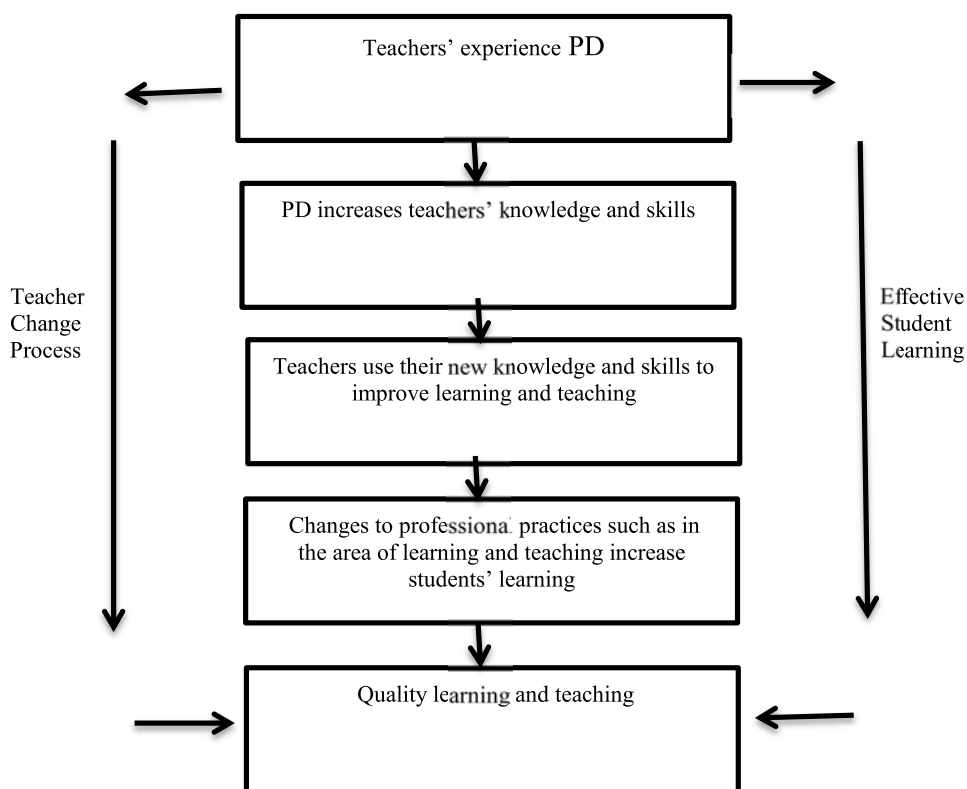 Teachers’ experience PD
PD increases teachers’ knowledge and skills
Teacher
Change
Process
Effective
Student
Learning
Teachers use their new knowledge and skills to
improve learning and teaching
Changes to professional practices such as in
the area of learning and teaching increase
students’ learning
Quality learning and teaching